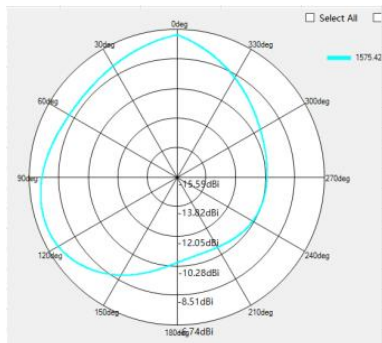 0deg
Select All
30deg
330deg
1575.42
60deg
300deg
90deg
-15.59dBi
270deg
-13.82dBi
-12.05dBi
120deg
240deg
-10.28dBi
-8.51dBi
150deg
210deg
180deg
-6.74dBi